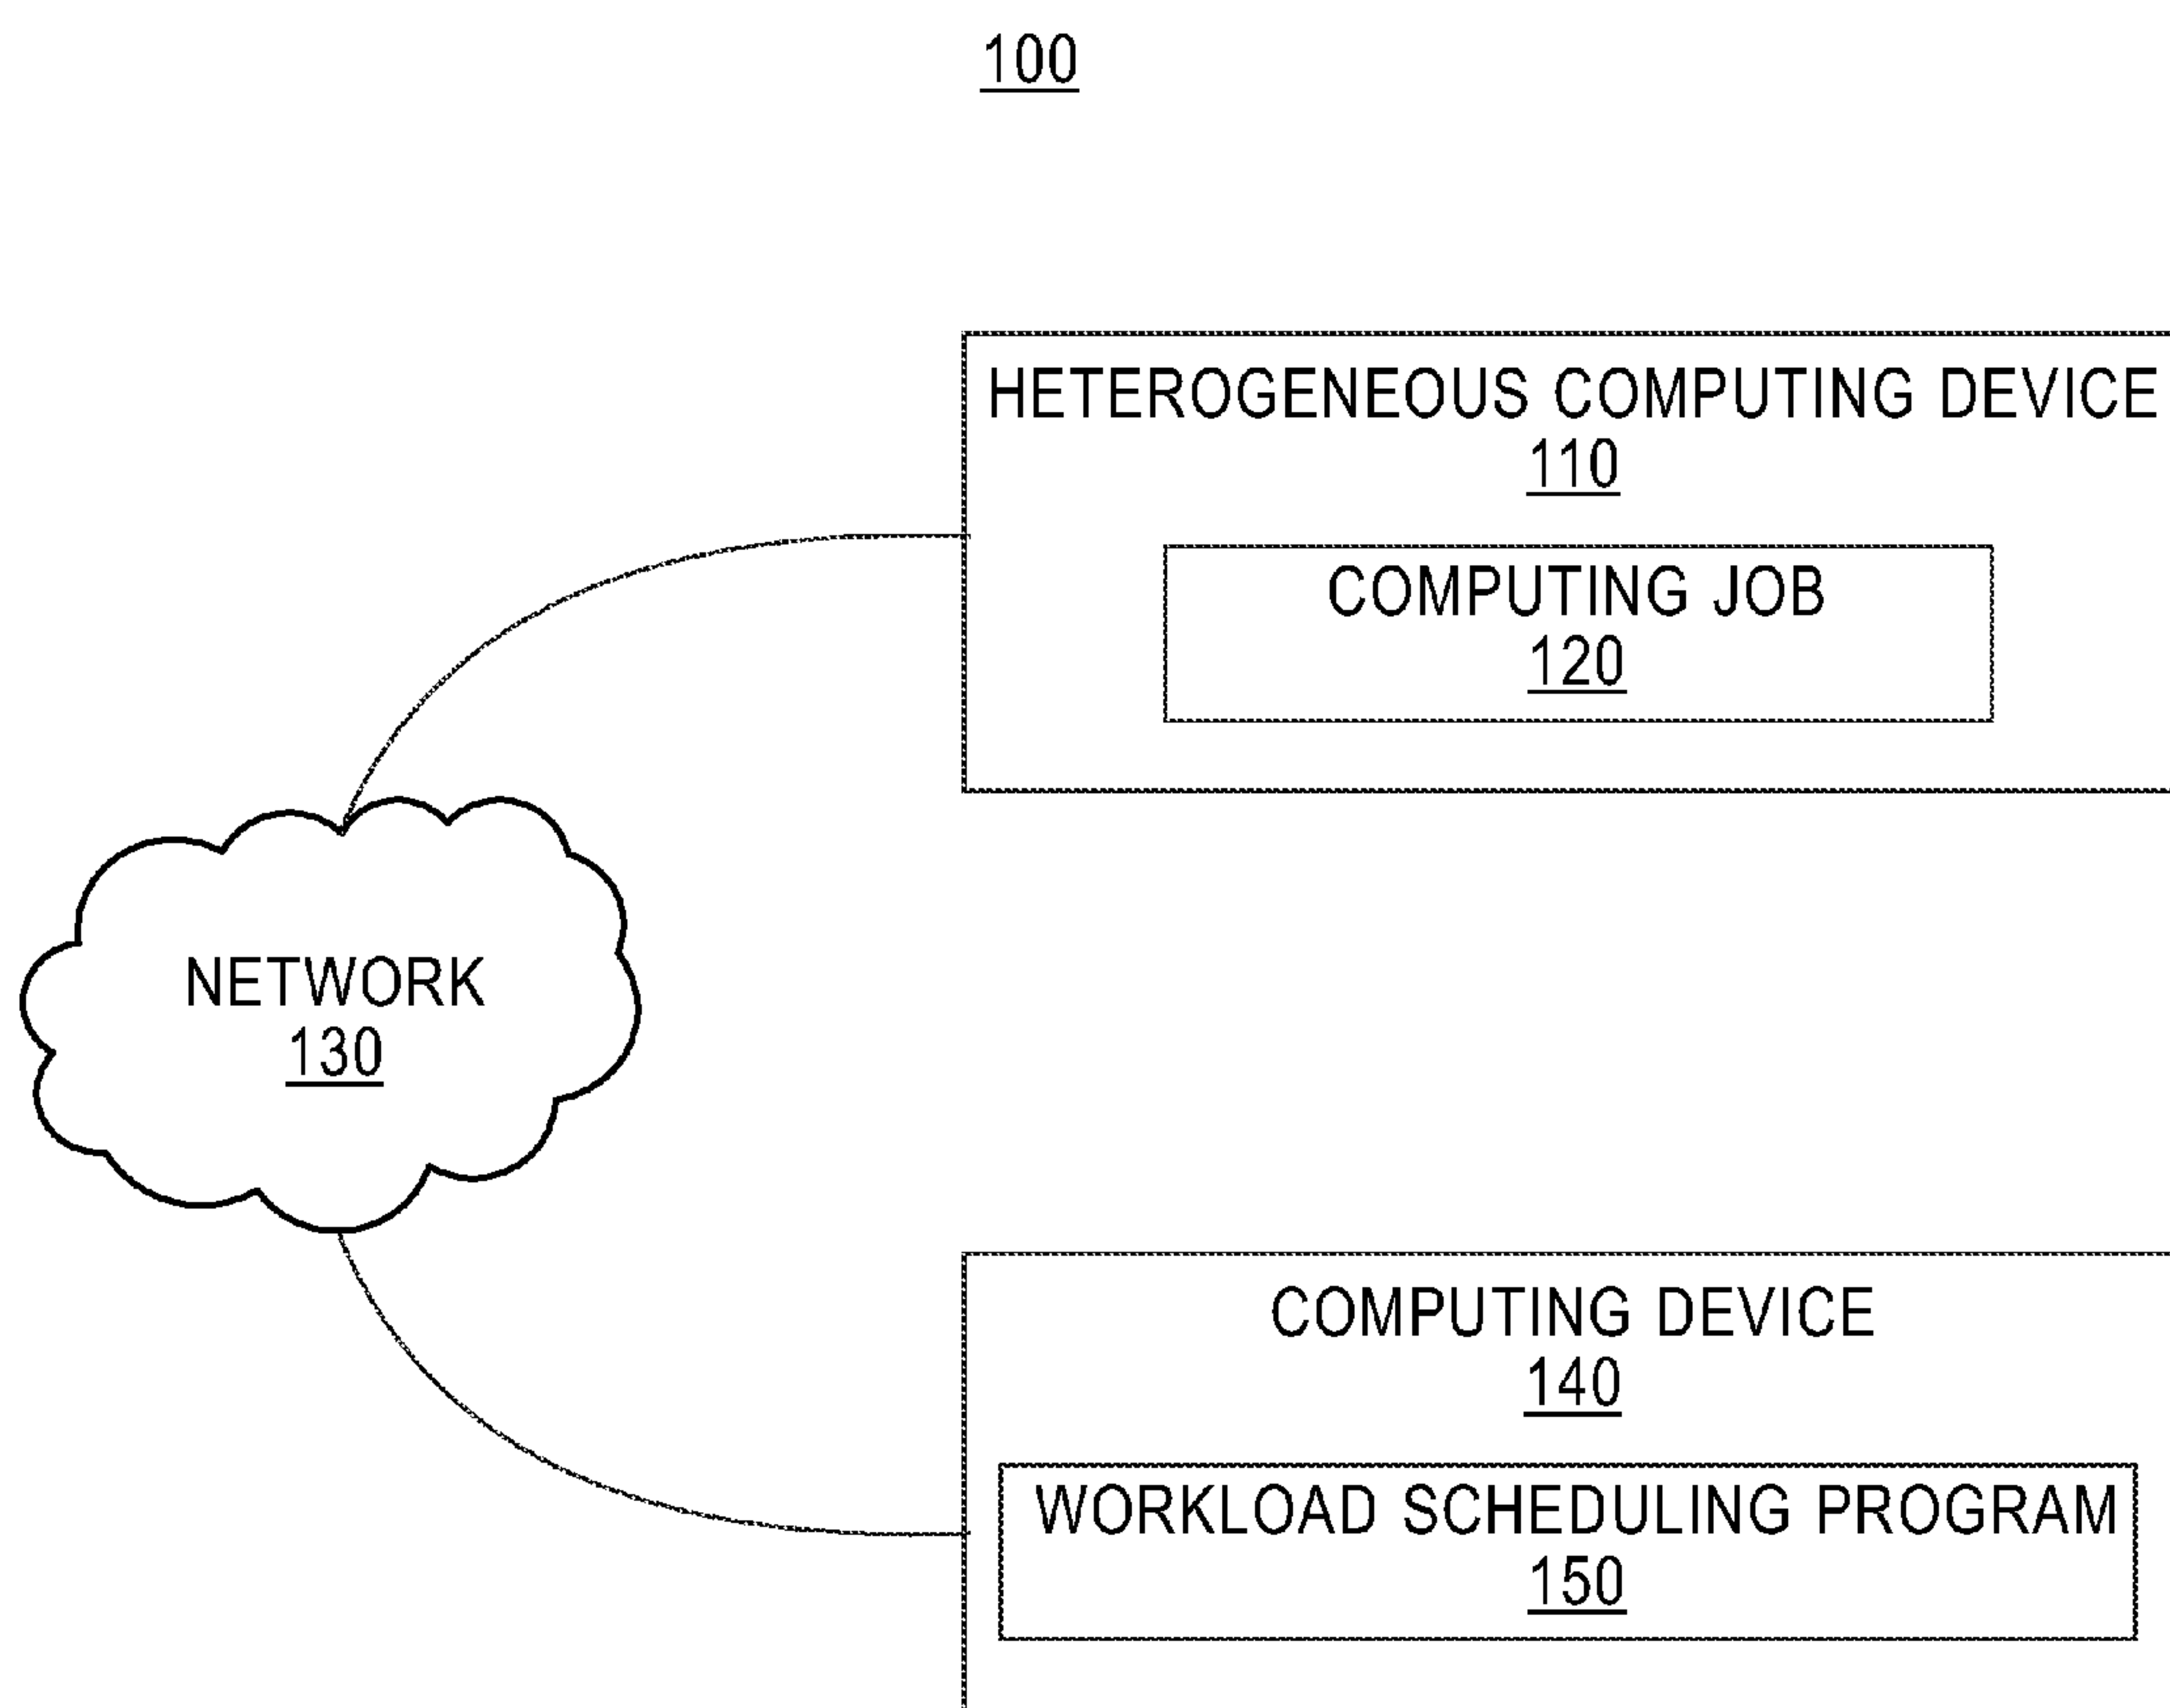 100
HETEROGENEOUS COMPUTING DEVICE
110
COMPUTING JOB
120
NETWORK
130
COMPUTING DEVICE
140
WORKLOAD SCHEDULING PROGRAM
150